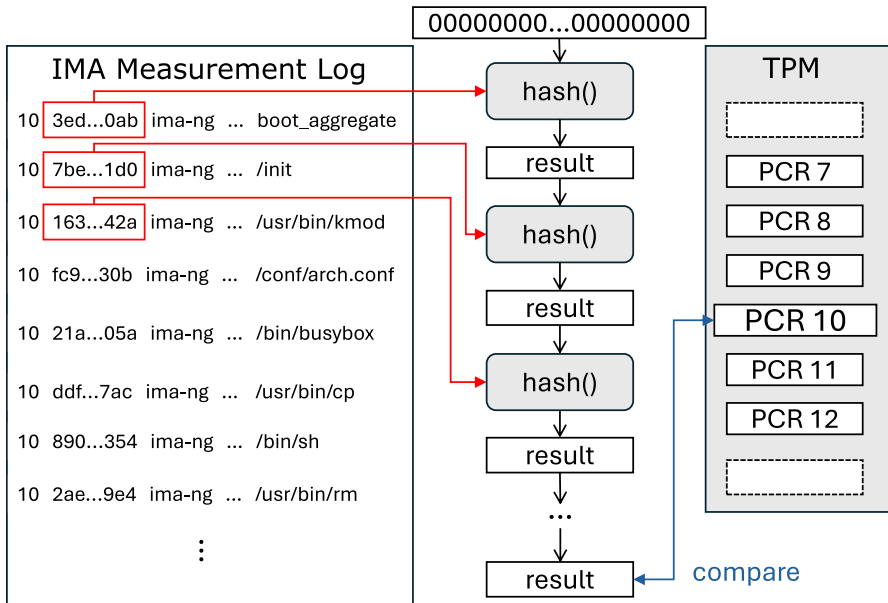 00000000...00000000
IMA Measurement Log
10 3ed...0ab ima-ng ... boot_aggregate
10 7be...1d0 ima-ng ... /init
10 163...42a ima-ng ... /usr/bin/kmod
10 fc9...30b ima-ng ... /conf/arch.conf
10 21a...05a ima-ng ... /bin/busybox
10 ddf...7ac ima-ng ... /usr/bin/cp
10 890...354 ima-ng ... /bin/sh
10 2ae...9e4 ima-ng ... /usr/bin/rm
⋮
hash()
result
hash()
result
hash()
result
...
result
compare
TPM
PCR 7
PCR 8
PCR 9
PCR 10
PCR 11
PCR 12